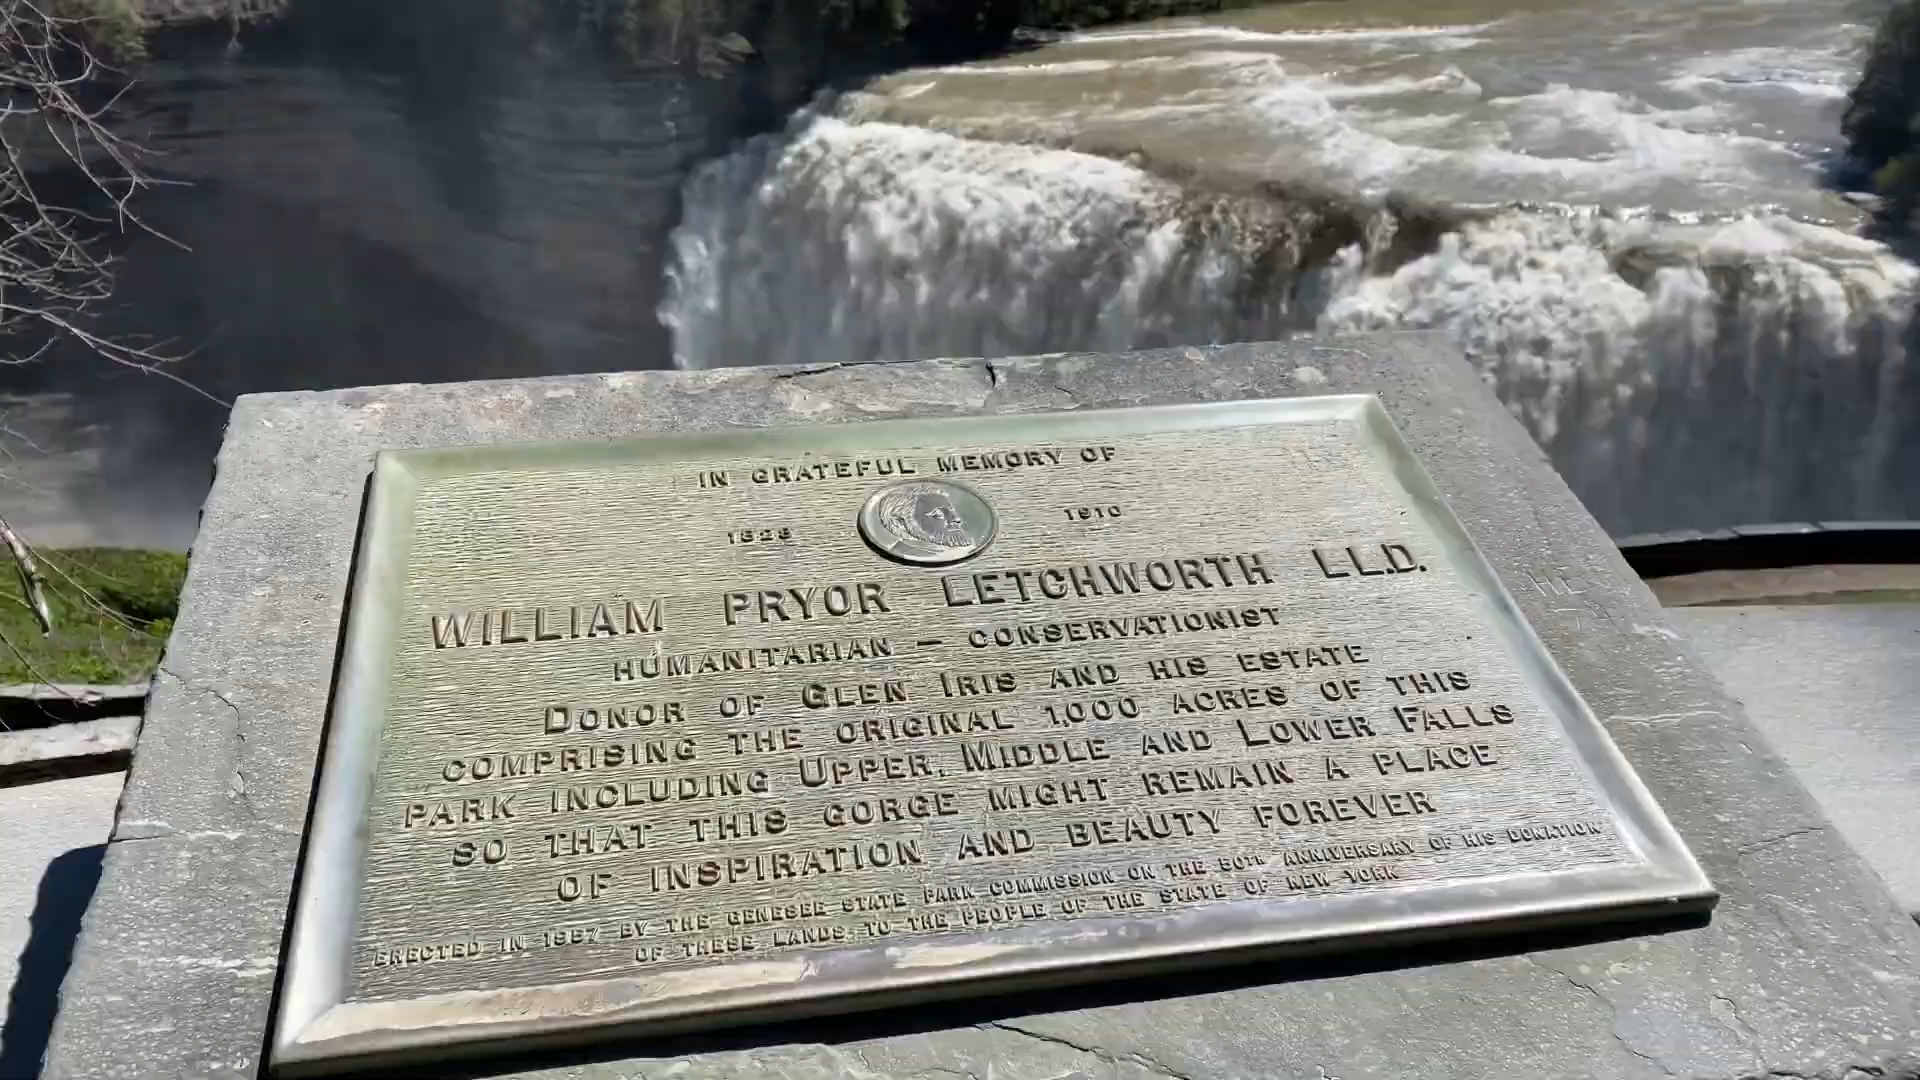 IN GRATEFUL MEMORY OF
1823 1910
WILLIAM PRYOR LETCHWORTH LL.D.
HUMANITARIAN — CONSERVATIONIST
DONOR OF GLEN IRIS AND HIS ESTATE
COMPRISING THE ORIGINAL 1,000 ACRES OF THIS
PARK INCLUDING UPPER, MIDDLE AND LOWER FALLS
SO THAT THIS GORGE MIGHT REMAIN A PLACE
OF INSPIRATION AND BEAUTY FOREVER
ERECTED IN 1957 BY THE GENESEE STATE PARK COMMISSION ON THE 50TH ANNIVERSARY OF HIS DONATION
OF THESE LANDS TO THE PEOPLE OF THE STATE OF NEW YORK